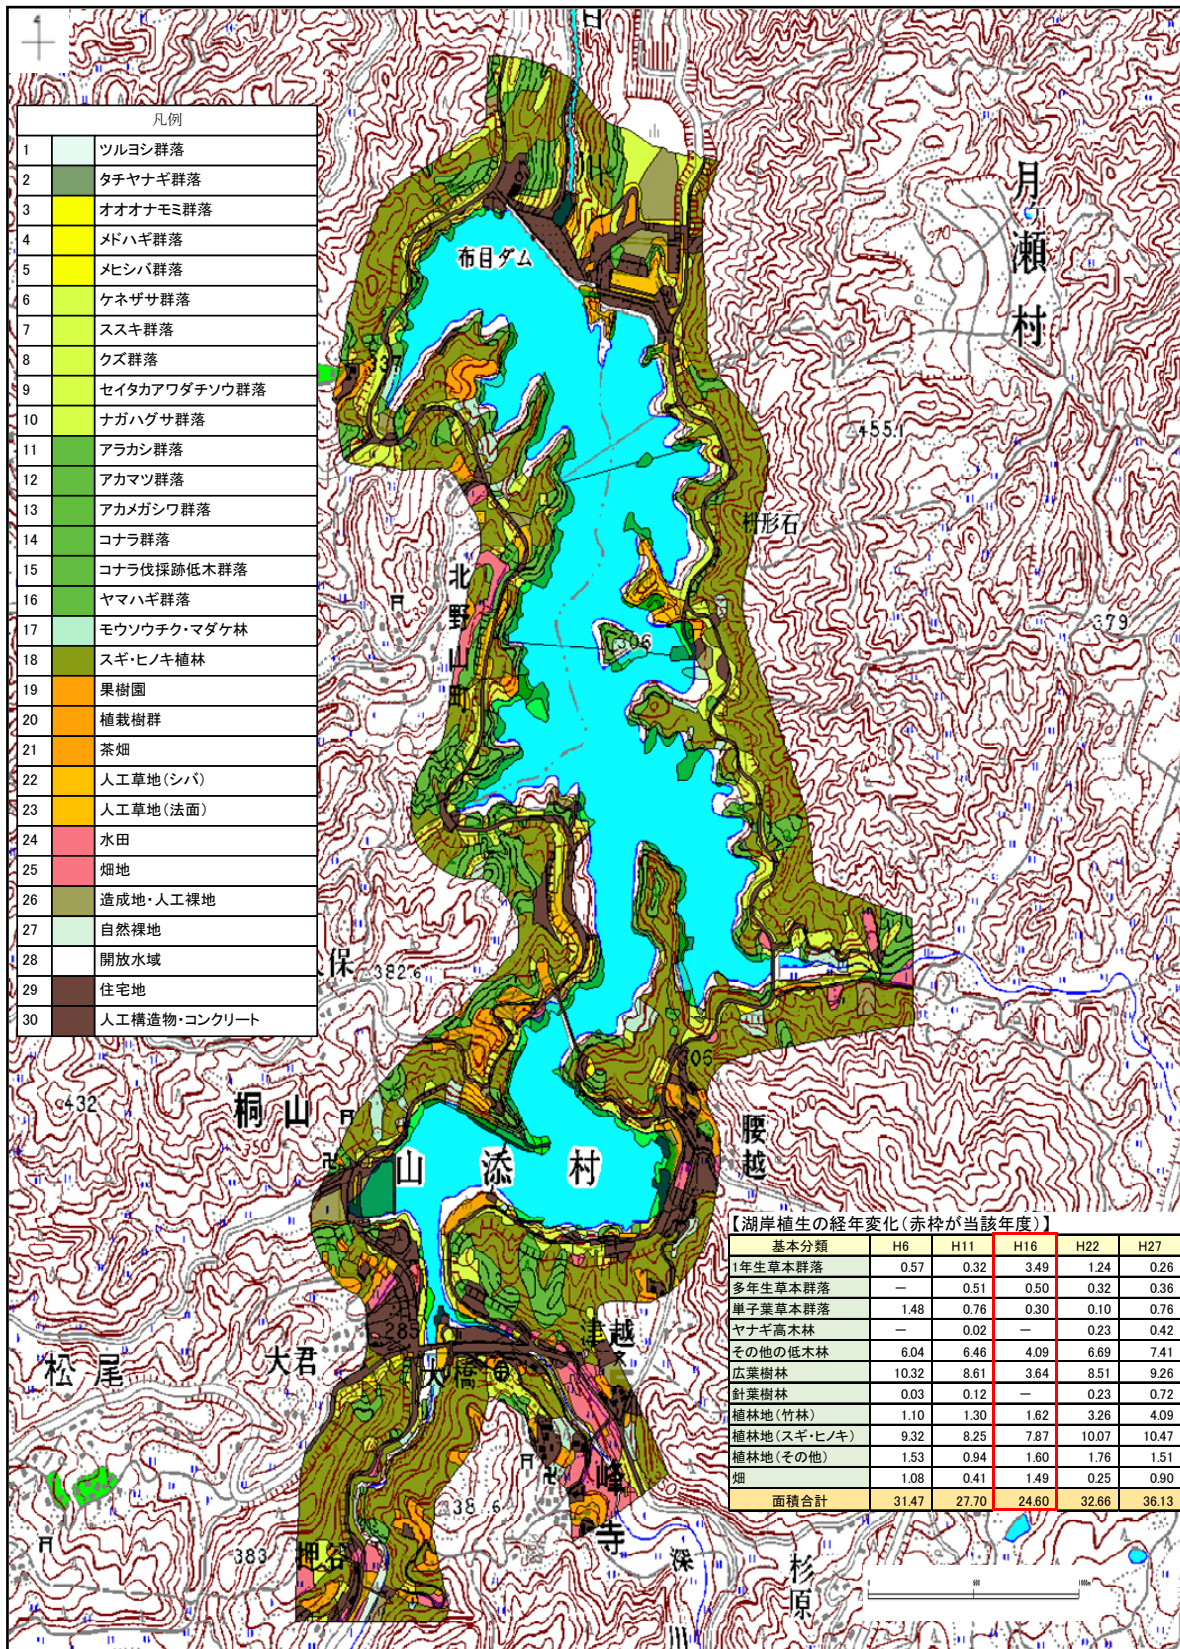 凡例
1 ツルヨシ群落
2 タチヤナギ群落
3 オオオナモミ群落
4 メドハギ群落
5 メヒシバ群落
6 ケネザサ群落
7 ススキ群落
8 クズ群落
9 セイタカアワダチソウ群落
10 ナガハグサ群落
11 アラカシ群落
12 アカマツ群落
13 アカメガシワ群落
14 コナラ群落
15 コナラ伐採跡低木群落
16 ヤマハギ群落
17 モウソウチク・マダケ林
18 スギ・ヒノキ植林
19 果樹園
20 植栽樹群
21 茶畑
22 人工草地(シバ)
23 人工草地(法面)
24 水田
25 畑地
26 造成地・人工裸地
27 自然裸地
28 開放水域
29 住宅地
30 人工構造物・コンクリート
布目ダム
月ヶ瀬村
337
455.1
桝形石
北野山町
306
379
保
382.6
306
432
桐山
腰越
山添村
285
津越
松尾
大君
大橋
峰寺
383
押谷
深
杉原
川
【湖岸植生の経年変化(赤枠が当該年度)】
基本分類 H6 H11 H16 H22 H27
1年生草本群落 0.57 0.32 3.49 1.24 0.26
多年生草本群落 — 0.51 0.50 0.32 0.36
単子葉草本群落 1.48 0.76 0.30 0.10 0.76
ヤナギ高木林 — 0.02 — 0.23 0.42
その他の低木林 6.04 6.46 4.09 6.69 7.41
広葉樹林 10.32 8.61 3.64 8.51 9.26
針葉樹林 0.03 0.12 — 0.23 0.72
植林地(竹林) 1.10 1.30 1.62 3.26 4.09
植林地(スギ・ヒノキ) 9.32 8.25 7.87 10.07 10.47
植林地(その他) 1.53 0.94 1.60 1.76 1.51
畑 1.08 0.41 1.49 0.25 0.90
面積合計 31.47 27.70 24.60 32.66 36.13
0 500 1000m